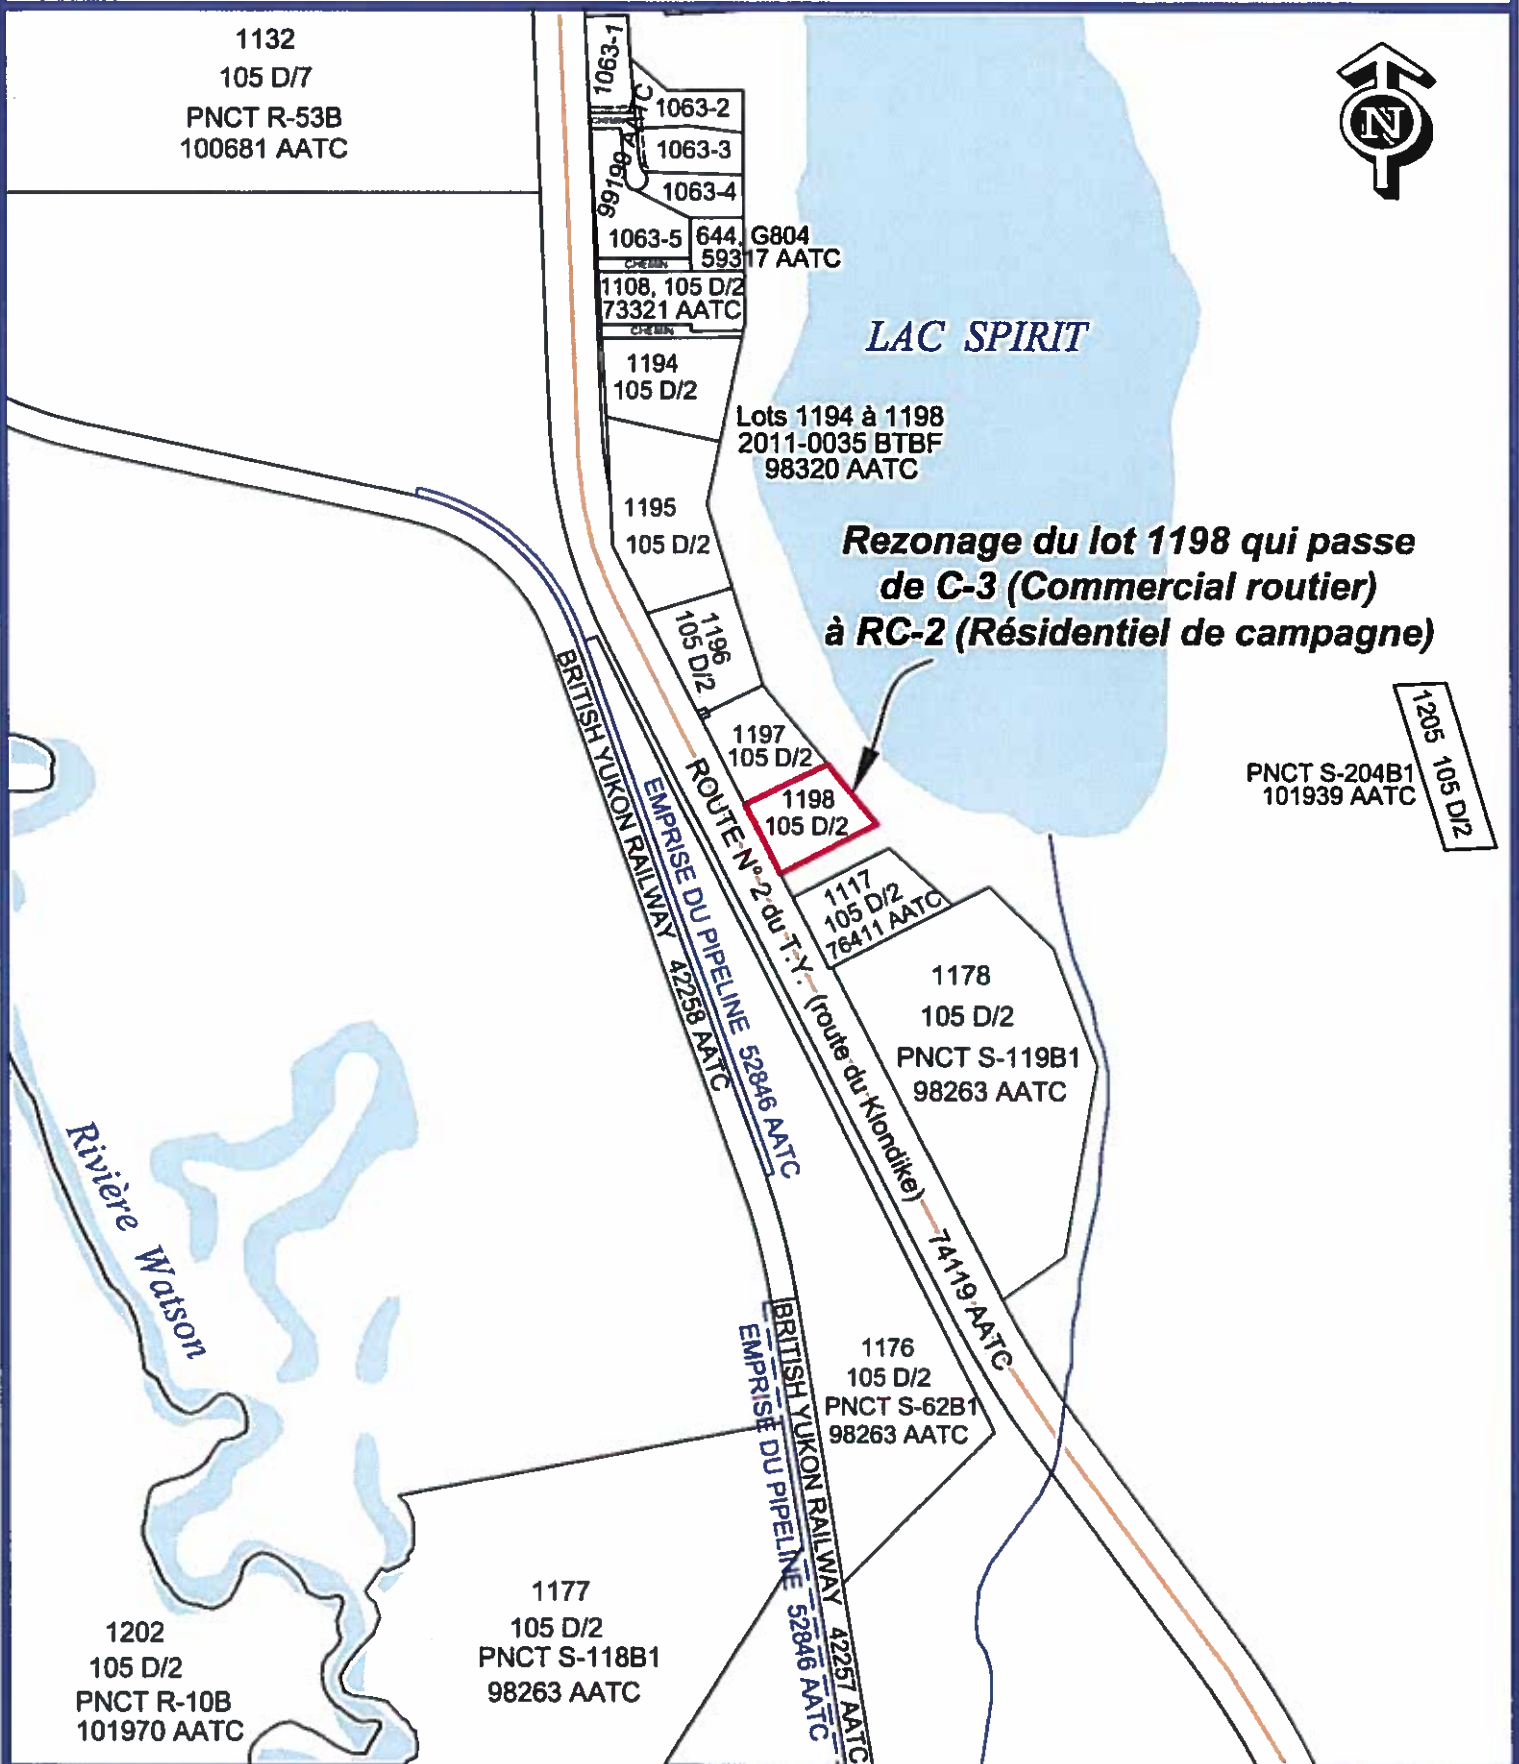 1132
105 D/7
PNCT R-53B
100681 AATC
1063-1
CHEMIN
99190 AATC
1063-2
1063-3
1063-4
1063-5
644, G804
59317 AATC
CHEMIN
1108, 105 D/2
73321 AATC
CHEMIN
1194
105 D/2
N
LAC SPIRIT
Lots 1194 à 1198
2011-0035 BTBF
98320 AATC
1195
105 D/2
Rezonage du lot 1198 qui passe
de C-3 (Commercial routier)
à RC-2 (Résidentiel de campagne)
1196
105 D/2
1197
105 D/2
1198
105 D/2
1205 105 D/2
PNCT S-204B1
101939 AATC
1117
105 D/2
76411 AATC
BRITISH YUKON RAILWAY 42258 AATC
EMPRISE DU PIPELINE 52846 AATC
ROUTE Nº 2 du T.Y. (route du Klondike) 74119 AATC
1178
105 D/2
PNCT S-119B1
98263 AATC
Rivière Watson
1176
105 D/2
PNCT S-62B1
98263 AATC
BRITISH YUKON RAILWAY 42257 AATC
EMPRISE DU PIPELINE 52846 AATC
1177
105 D/2
PNCT S-118B1
98263 AATC
1202
105 D/2
PNCT R-10B
101970 AATC